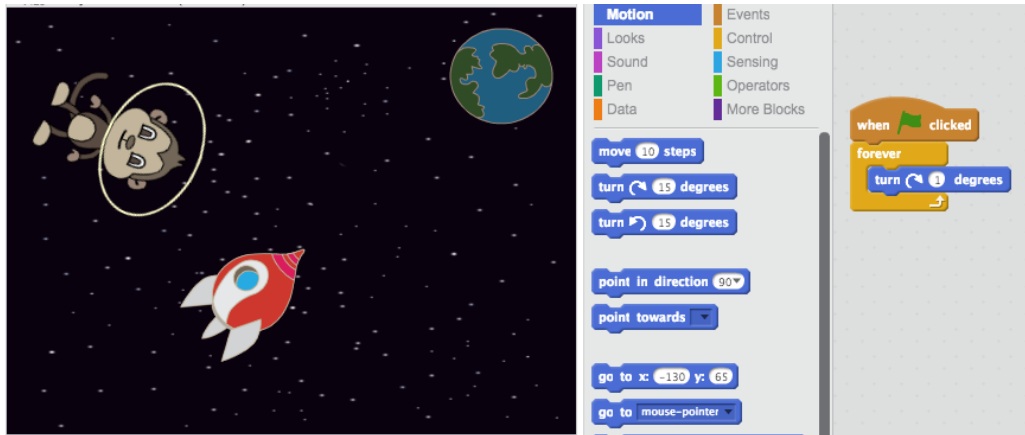 Motion
Events
Looks
Control
Sound
Sensing
Pen
Operators
Data
More Blocks
move 10 steps
turn 15 degrees
turn 15 degrees
point in direction 90
point towards
go to x: -130 y: 65
go to mouse-pointer
when clicked
forever
turn 1 degrees